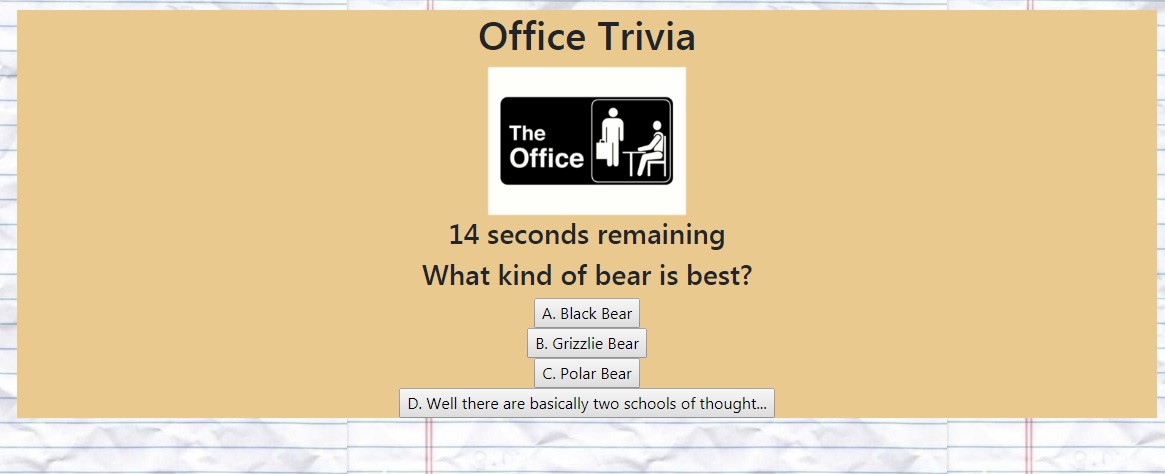 Office Trivia
The
Office
14 seconds remaining
What kind of bear is best?
A. Black Bear
B. Grizzlie Bear
C. Polar Bear
D. Well there are basically two schools of thought...